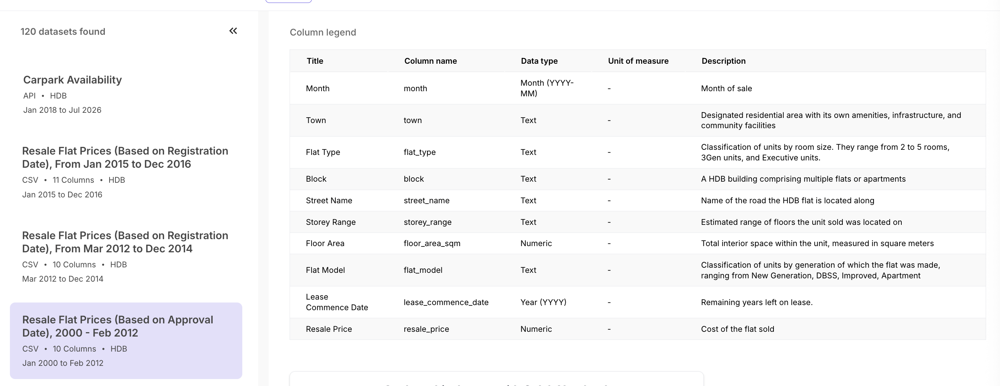 120 datasets found
Carpark Availability
API • HDB
Jan 2018 to Jul 2026
Resale Flat Prices (Based on Registration
Date), From Jan 2015 to Dec 2016
CSV • 11 Columns • HDB
Jan 2015 to Dec 2016
Resale Flat Prices (Based on Registration
Date), From Mar 2012 to Dec 2014
CSV • 10 Columns • HDB
Mar 2012 to Dec 2014
Resale Flat Prices (Based on Approval
Date), 2000 - Feb 2012
CSV • 10 Columns • HDB
Jan 2000 to Feb 2012
Column legend
Title Column name Data type Unit of measure Description
Month month Month (YYYY-
MM) - Month of sale
Town town Text - Designated residential area with its own amenities, infrastructure, and
community facilities
Flat Type flat_type Text - Classification of units by room size. They range from 2 to 5 rooms,
3Gen units, and Executive units.
Block block Text - A HDB building comprising multiple flats or apartments
Street Name street_name Text - Name of the road the HDB flat is located along
Storey Range storey_range Text - Estimated range of floors the unit sold was located on
Floor Area floor_area_sqm Numeric - Total interior space within the unit, measured in square meters
Flat Model flat_model Text - Classification of units by generation of which the flat was made,
ranging from New Generation, DBSS, Improved, Apartment
Lease
Commence Date lease_commence_date Year (YYYY) - Remaining years left on lease.
Resale Price resale_price Numeric - Cost of the flat sold